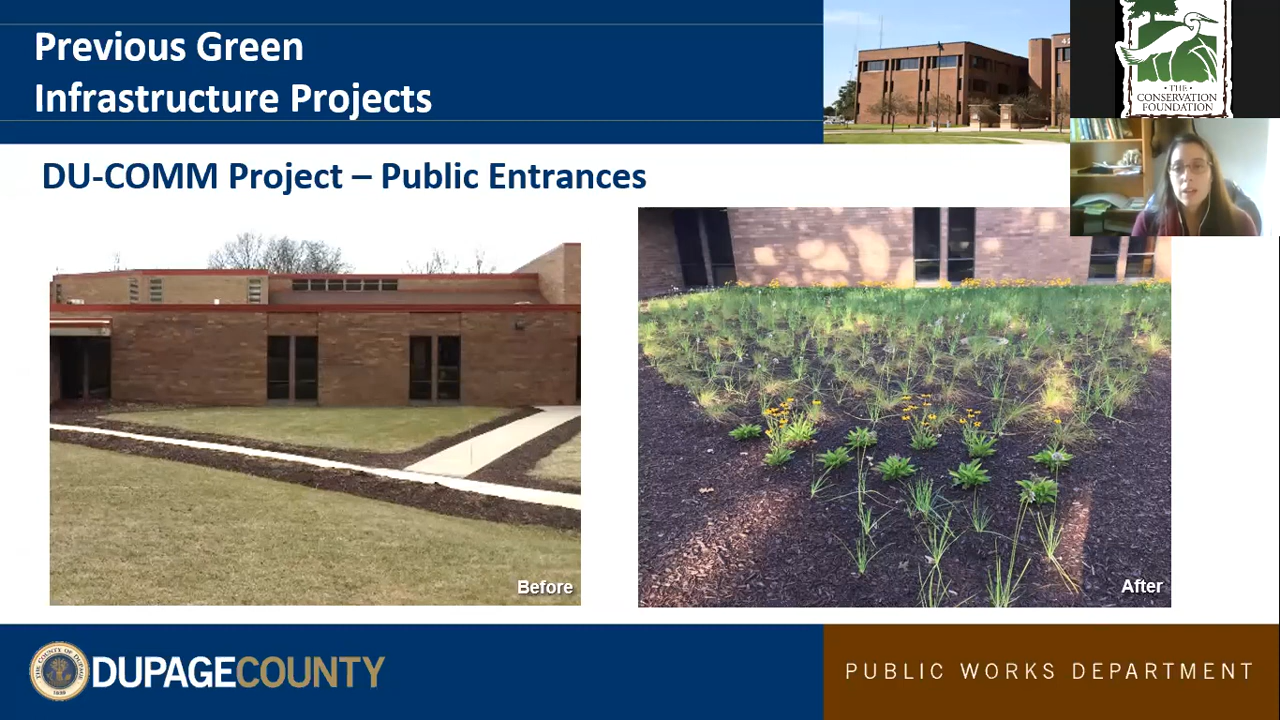 Previous Green
Infrastructure Projects
THE
CONSERVATION
FOUNDATION
DU-COMM Project – Public Entrances
Before
After
DUPAGECOUNTY
PUBLIC WORKS DEPARTMENT